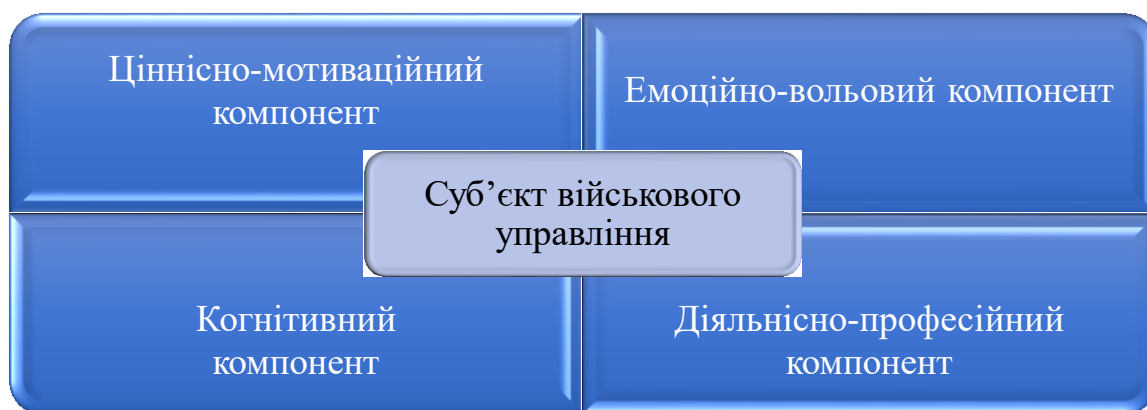 Ціннісно-мотиваційний
компонент
Емоційно-вольовий компонент
Суб’єкт військового
управління
Когнітивний
компонент
Діяльнісно-професійний
компонент